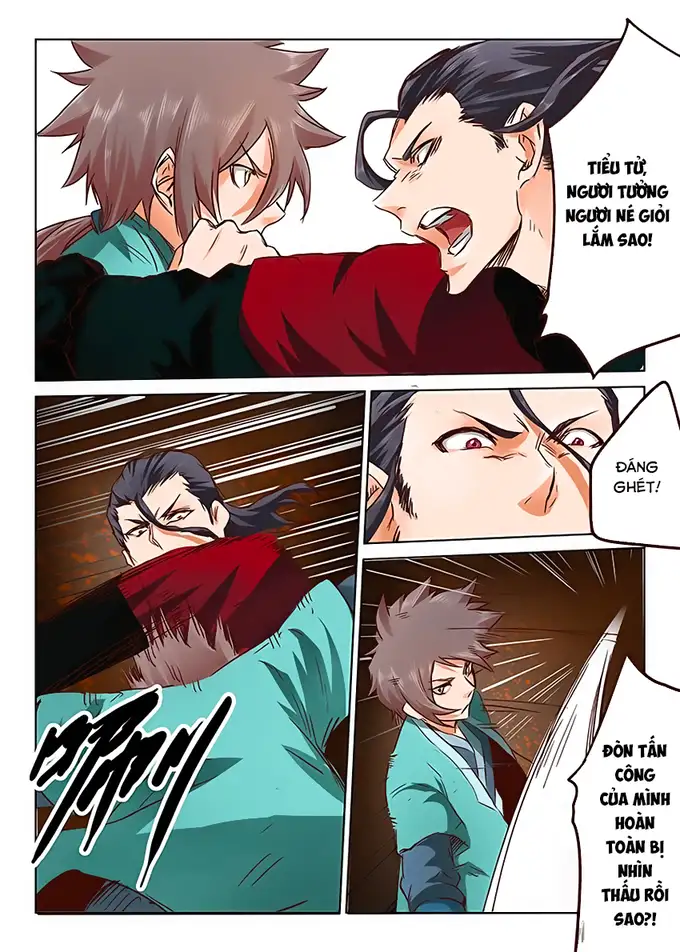 TIỂU TỬ,
NGƯƠI TƯỞNG
NGƯƠI NÉ GIỎI
LẮM SAO!
ĐÁNG
GHÉT!
ĐÒN TẤN
CÔNG
CỦA MÌNH
HOÀN
TOÀN BỊ
NHÌN
THẤU RỒI
SAO?!